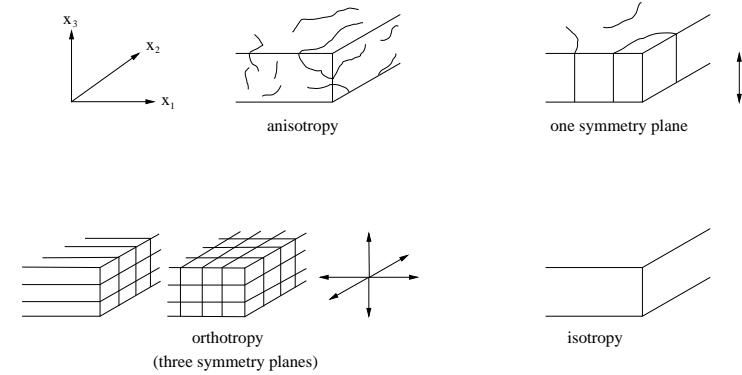 x3
x2
x1
anisotropy
one symmetry plane
orthotropy
(three symmetry planes)
isotropy